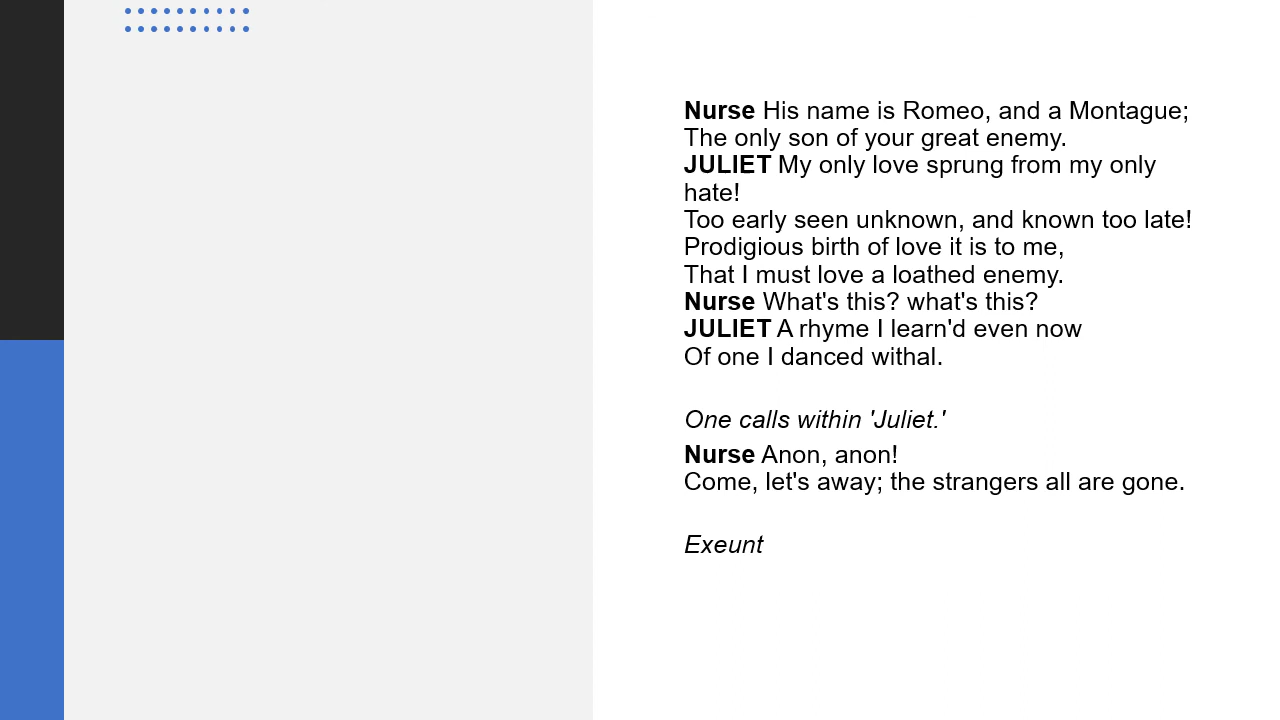 Nurse His name is Romeo, and a Montague;
The only son of your great enemy.
JULIET My only love sprung from my only
hate!
Too early seen unknown, and known too late!
Prodigious birth of love it is to me,
That I must love a loathed enemy.
Nurse What's this? what's this?
JULIET A rhyme I learn'd even now
Of one I danced withal.
One calls within 'Juliet.'
Nurse Anon, anon!
Come, let's away; the strangers all are gone.
Exeunt